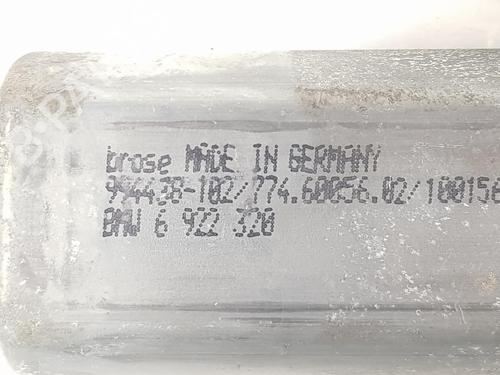 brose MADE IN GERMANY
994438-102/774.60056.02/100156
BMW 6 922 320